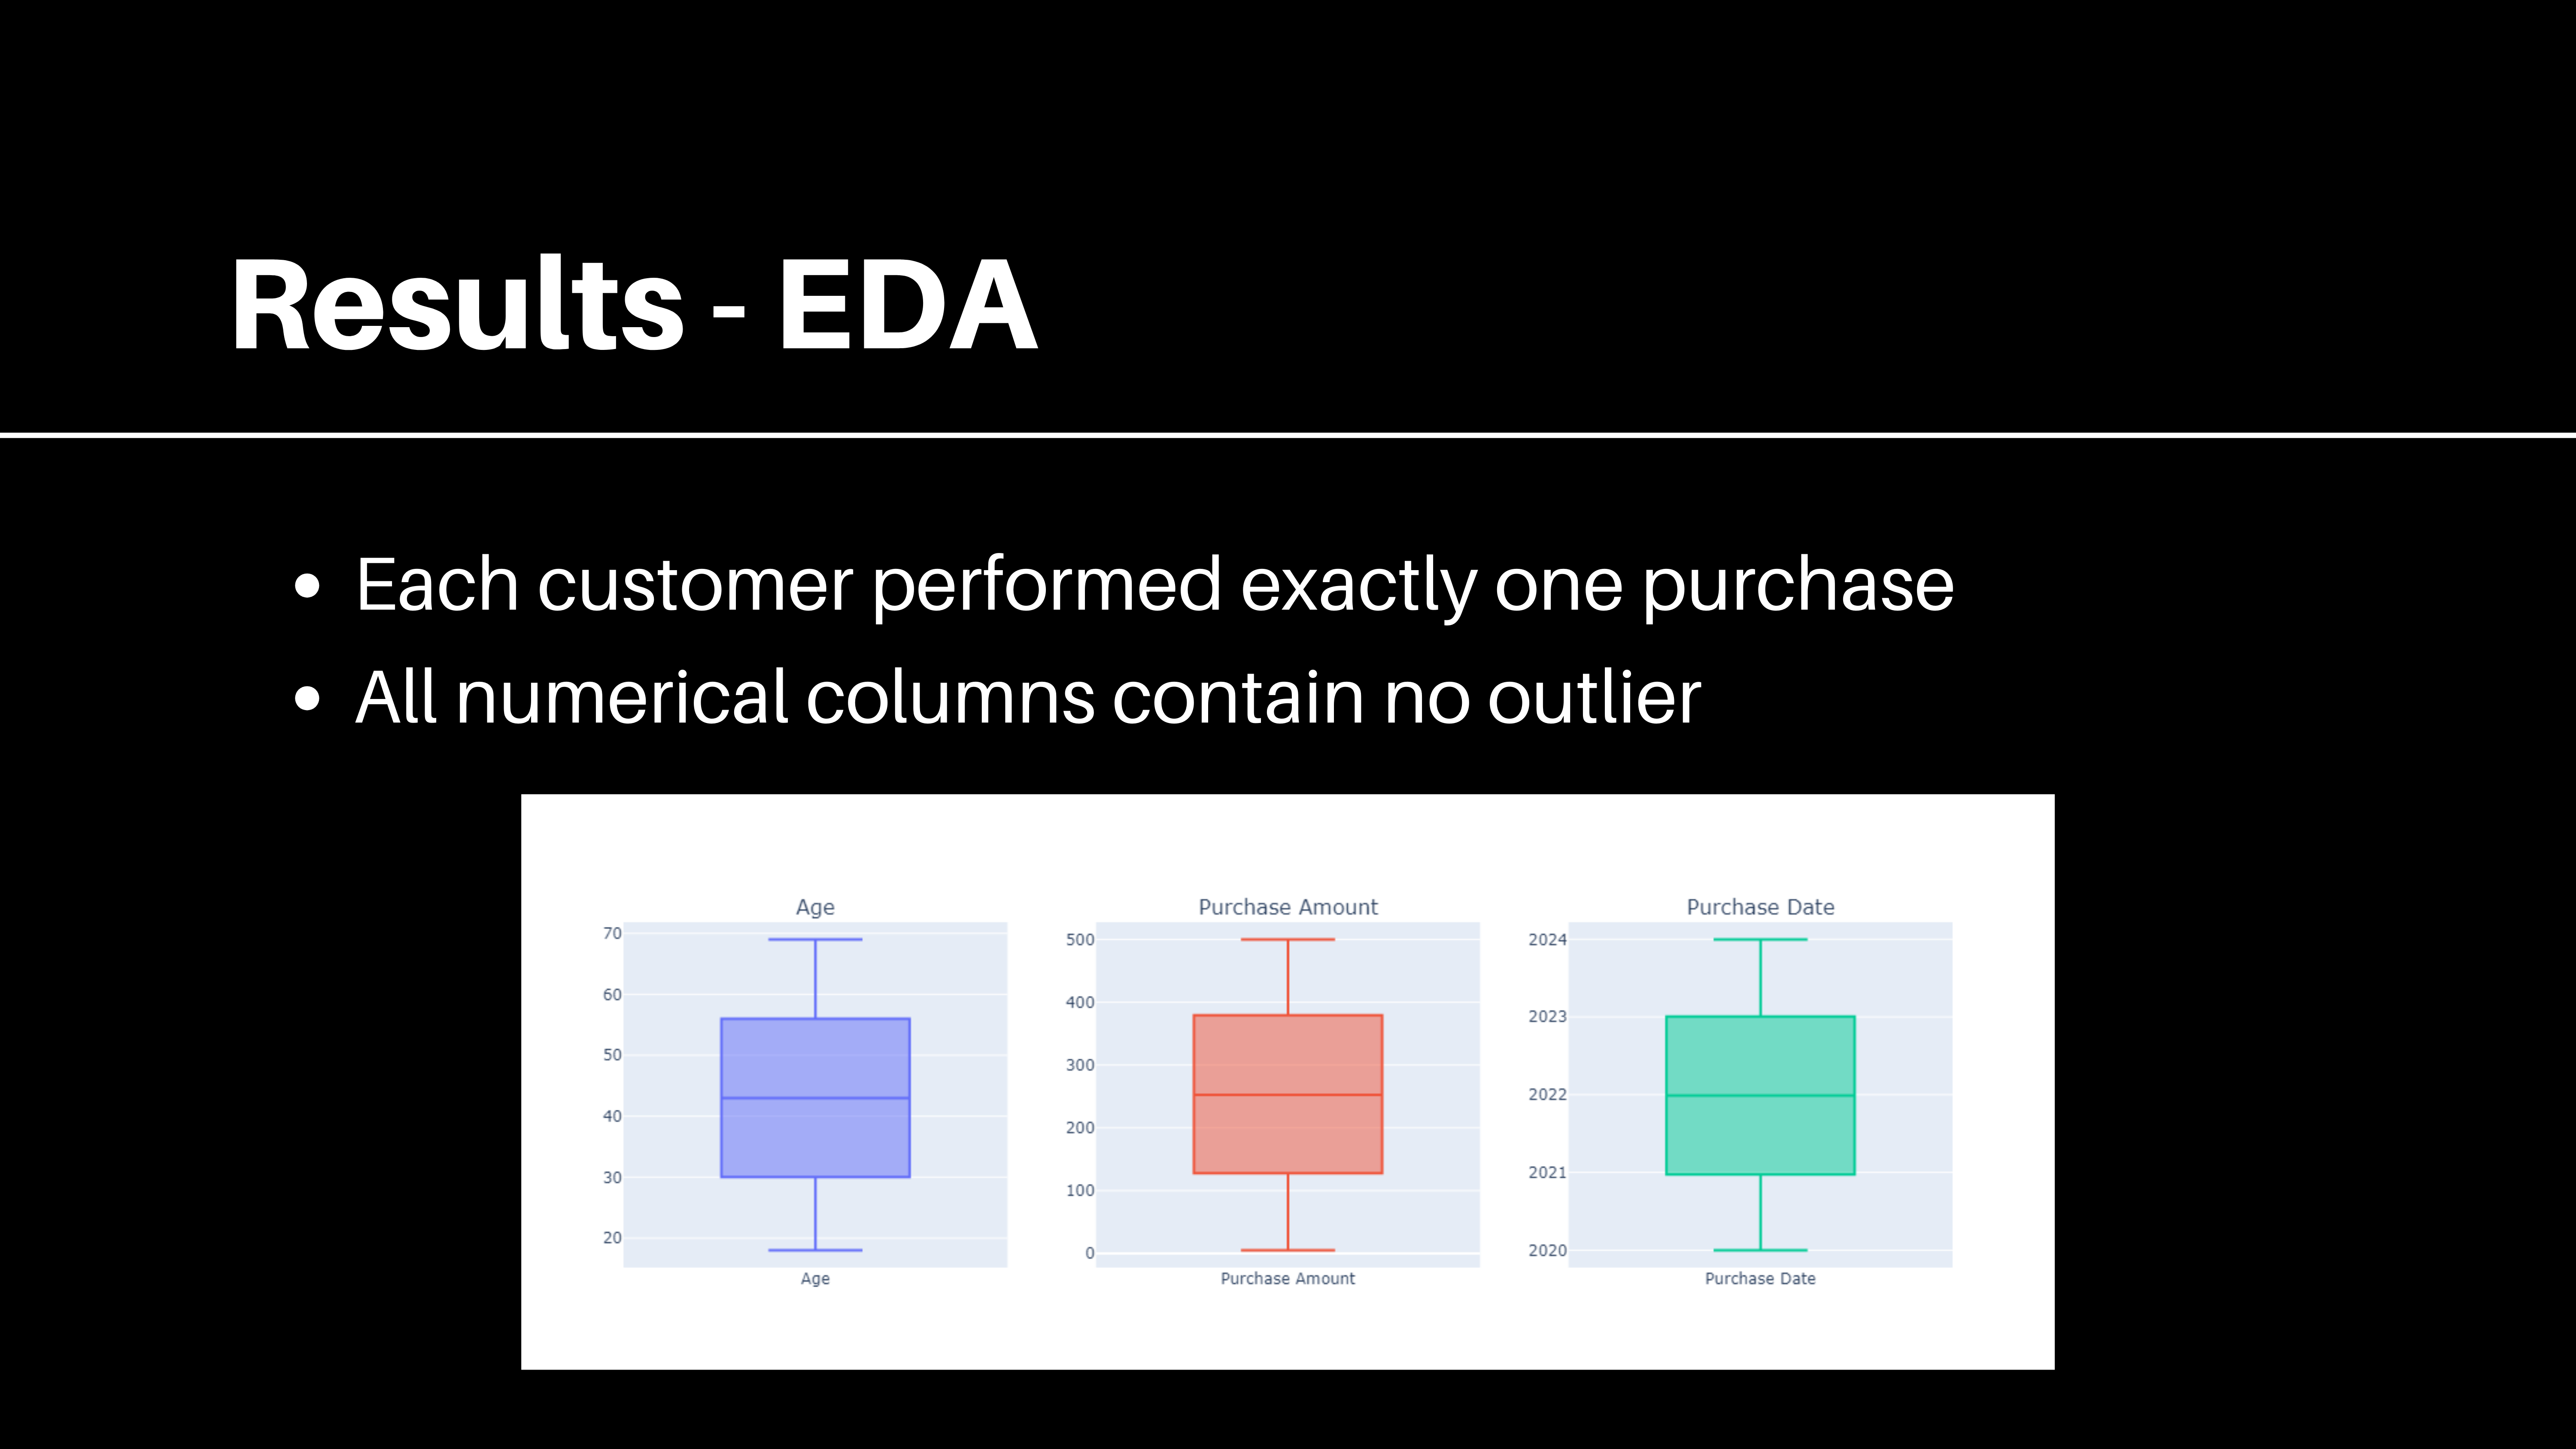 Results - EDA
• Each customer performed exactly one purchase
• All numerical columns contain no outlier
Age
70
60
50
40
30
20
Age
Purchase Amount
500
400
300
200
100
0
Purchase Amount
Purchase Date
2024
2023
2022
2021
2020
Purchase Date